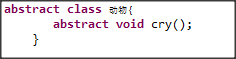 abstract class 动物{
abstract void cry();
}